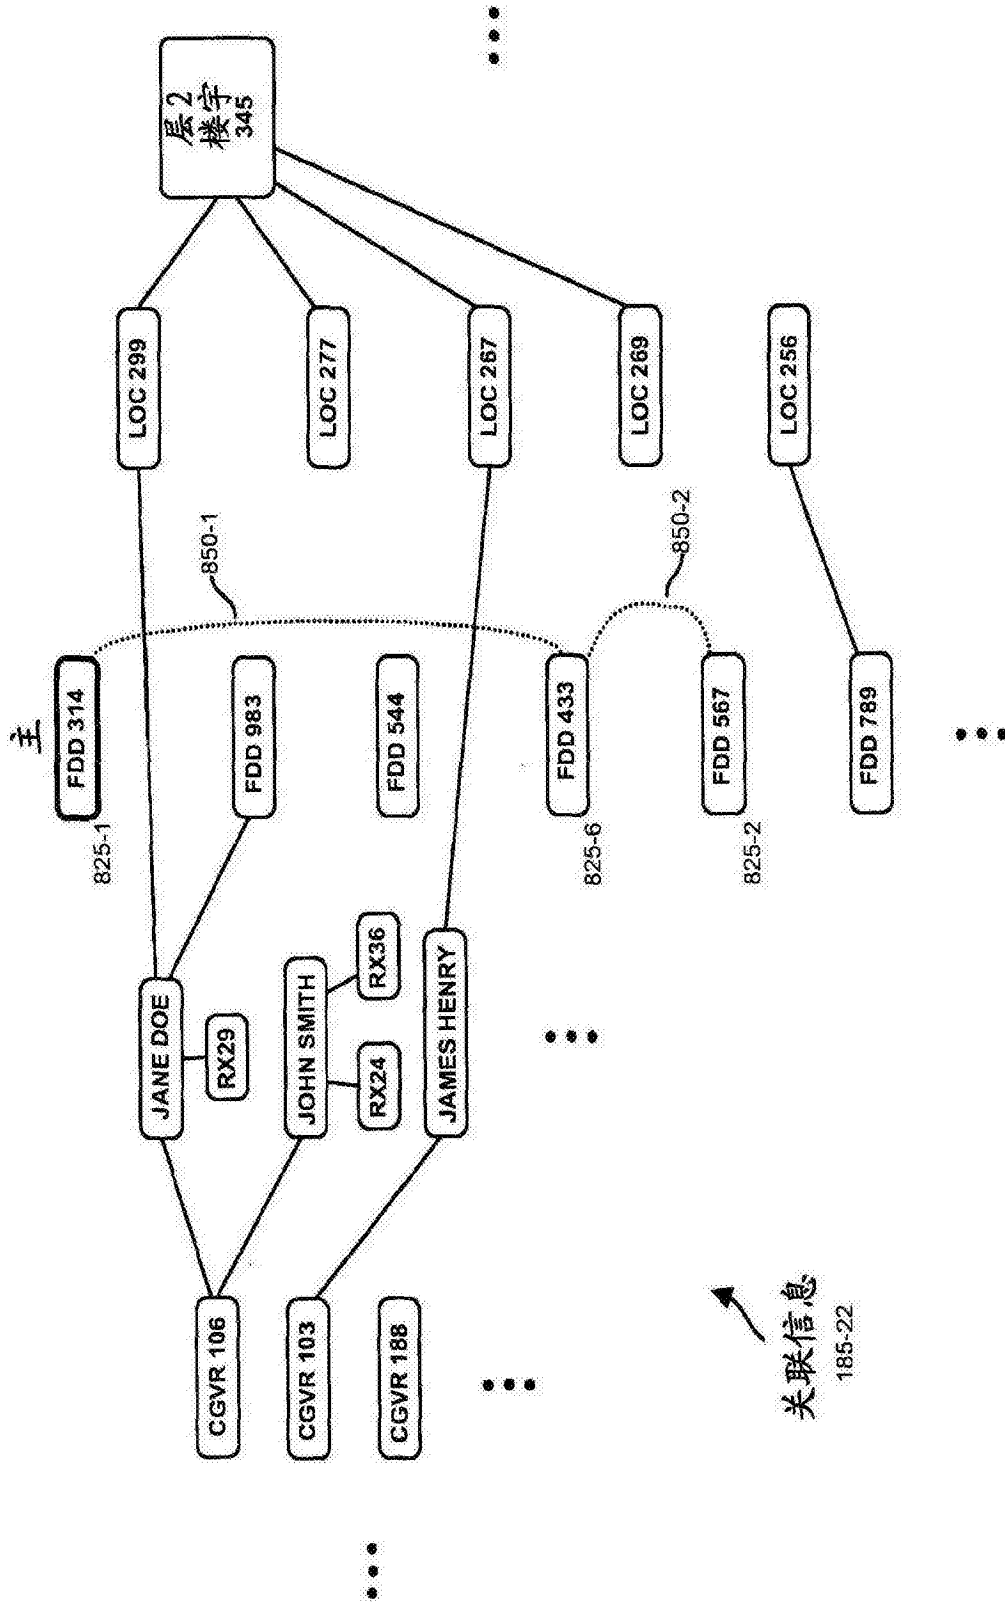 主
层 2
楼宇
345
FDD 314
825-1
LOC 299
850-1
JANE DOE
RX29
FDD 983
LOC 277
CGVR 106
JOHN SMITH
RX24
RX36
FDD 544
CGVR 103
JAMES HENRY
LOC 267
CGVR 188
FDD 433
825-6
LOC 269
850-2
FDD 567
825-2
LOC 256
FDD 789
关联信息
185-22